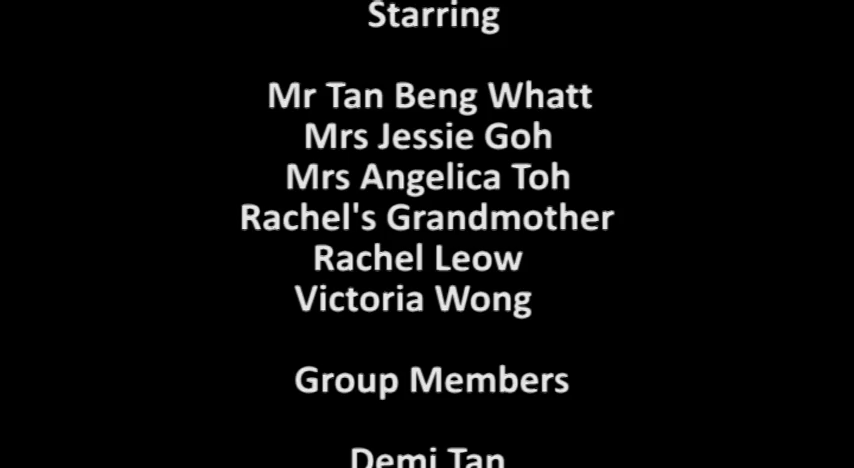 Starring
Mr Tan Beng Whatt
Mrs Jessie Goh
Mrs Angelica Toh
Rachel's Grandmother
Rachel Leow
Victoria Wong
Group Members
Demi Tan